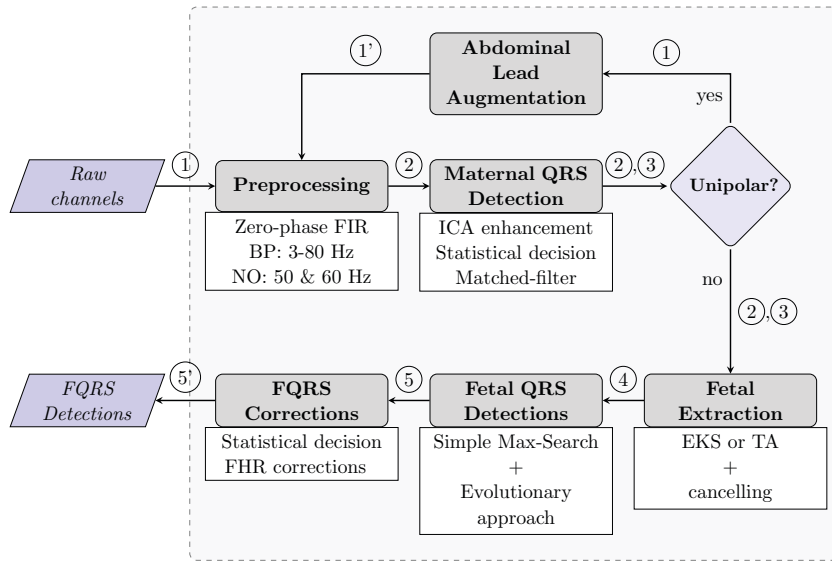 1'
Abdominal
Lead
Augmentation
1
yes
Raw
channels
1
Preprocessing
2
Maternal QRS
Detection
2,3
Unipolar?
Zero-phase FIR
BP: 3-80 Hz
NO: 50 & 60 Hz
ICA enhancement
Statistical decision
Matched-filter
no
2,3
FQRS
Detections
5'
FQRS
Corrections
5
Fetal QRS
Detections
4
Fetal
Extraction
Statistical decision
FHR corrections
Simple Max-Search
+
Evolutionary
approach
EKS or TA
+
cancelling